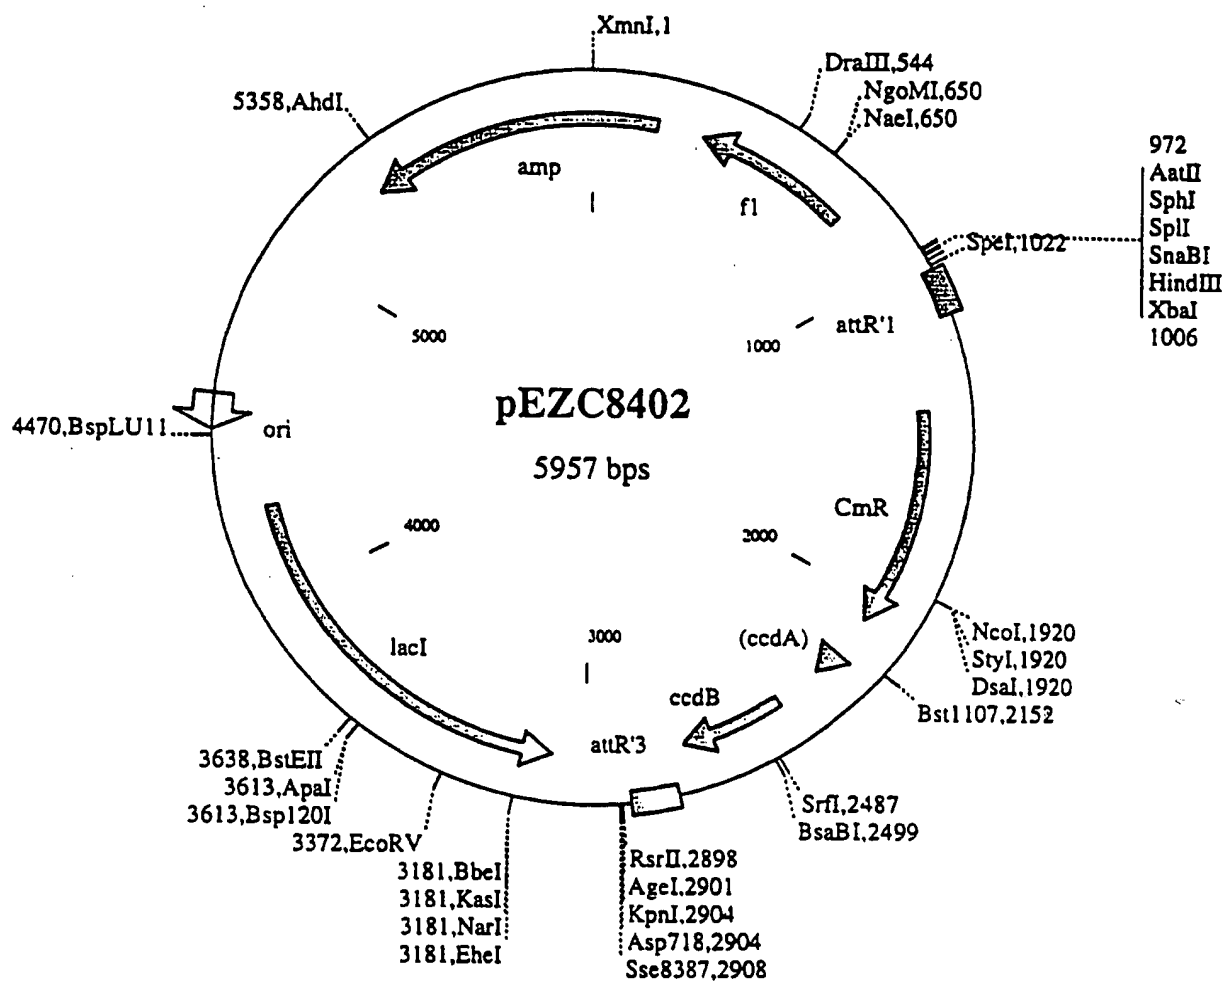 XmnI,1
DraIII,544
NgoMI,650
NaeI,650
5358,AhdI
972
AatII
SphI
SplI
SnaBI
HindIII
XbaI
1006
SpeI,1022
amp
f1
attR'1
5000
1000
pEZC8402
5957 bps
4470,BspLU11
ori
CmR
4000
2000
(ccdA)
lacI
3000
ccdB
attR'3
NcoI,1920
StyI,1920
DsaI,1920
Bst1107,2152
SrfI,2487
BsaBI,2499
3638,BstEII
3613,ApaI
3613,Bsp120I
3372,EcoRV
3181,BbeI
3181,KasI
3181,NarI
3181,EheI
RsrII,2898
AgeI,2901
KpnI,2904
Asp718,2904
Sse8387,2908